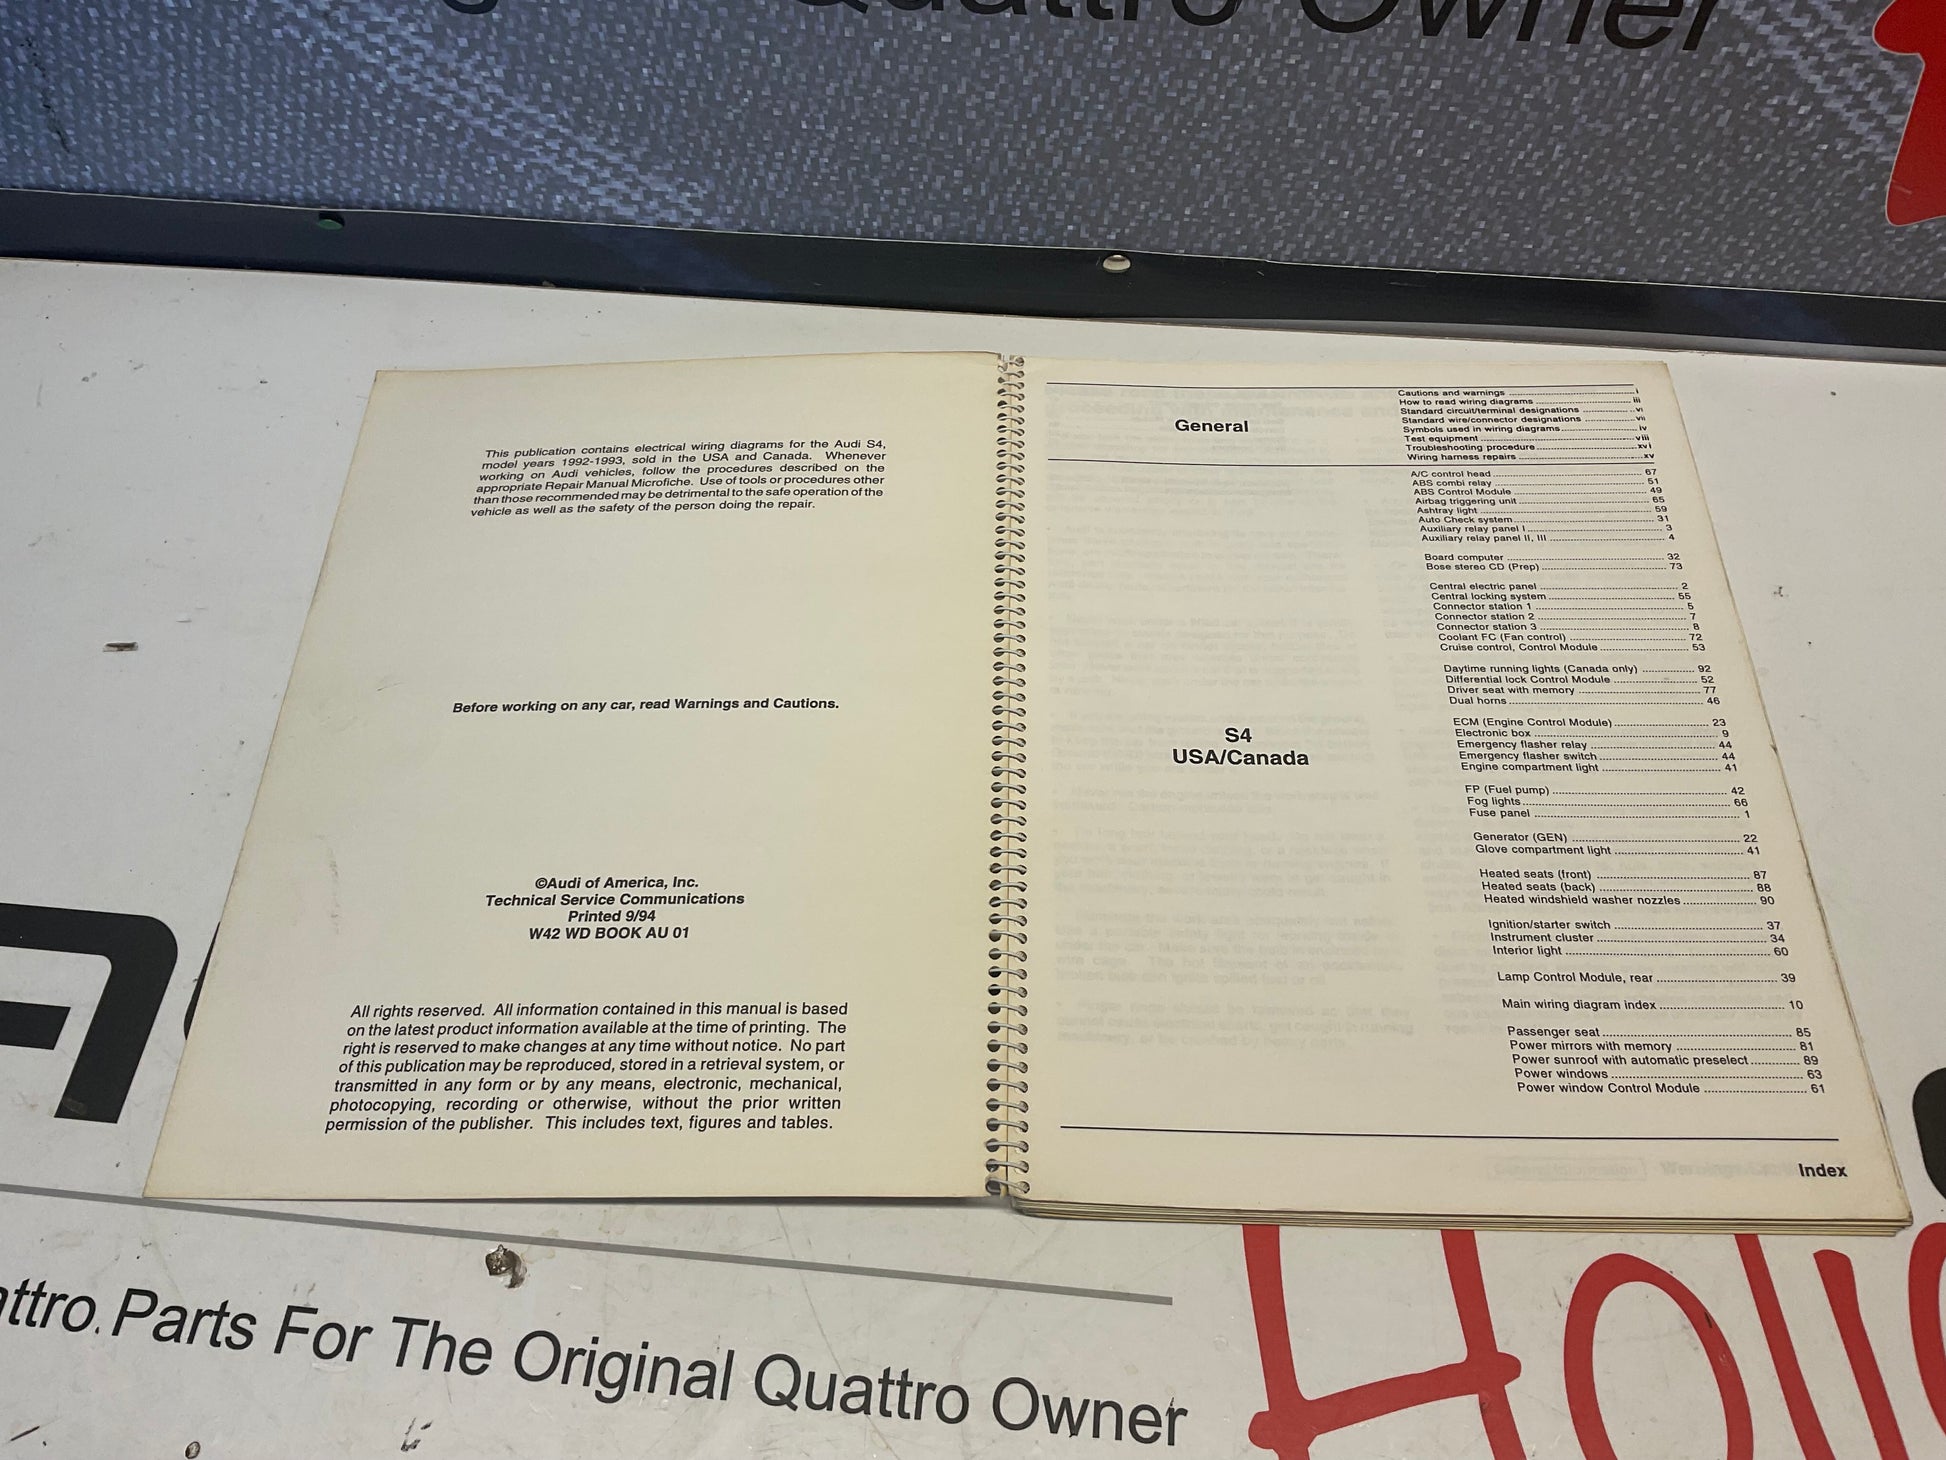 Quattro Owner
This publication contains electrical wiring diagrams for the Audi S4,
model years 1992-1993, sold in the USA and Canada. Whenever
working on Audi vehicles, follow the procedures described on the
appropriate Repair Manual Microfiche. Use of tools or procedures other
than those recommended may be detrimental to the safe operation of the
vehicle as well as the safety of the person doing the repair.
Before working on any car, read Warnings and Cautions.
©Audi of America, Inc.
Technical Service Communications
Printed 9/94
W42 WD BOOK AU 01
All rights reserved. All information contained in this manual is based
on the latest product information available at the time of printing. The
right is reserved to make changes at any time without notice. No part
of this publication may be reproduced, stored in a retrieval system, or
transmitted in any form or by any means, electronic, mechanical,
photocopying, recording or otherwise, without the prior written
permission of the publisher. This includes text, figures and tables.
General
Cautions and warnings i
How to read wiring diagrams iii
Standard circuit/terminal designations vi
Standard wire/connector designations vii
Symbols used in wiring diagrams iv
Test equipment viii
Troubleshooting procedure xvi
Wiring harness repairs xv
S4
USA/Canada
A/C control head 67
ABS combi relay 51
ABS Control Module 49
Airbag triggering unit 65
Ashtray light 59
Auto Check system 31
Auxiliary relay panel I 3
Auxiliary relay panel II, III 4
Board computer 32
Bose stereo CD (Prep) 73
Central electric panel 2
Central locking system 55
Connector station 1 5
Connector station 2 7
Connector station 3 8
Coolant FC (Fan control) 72
Cruise control, Control Module 53
Daytime running lights (Canada only) 92
Differential lock Control Module 52
Driver seat with memory 77
Dual horns 46
ECM (Engine Control Module) 23
Electronic box 9
Emergency flasher relay 44
Emergency flasher switch 44
Engine compartment light 41
FP (Fuel pump) 42
Fog lights 66
Fuse panel 1
Generator (GEN) 22
Glove compartment light 41
Heated seats (front) 87
Heated seats (back) 88
Heated windshield washer nozzles 90
Ignition/starter switch 37
Instrument cluster 34
Interior light 60
Lamp Control Module, rear 39
Main wiring diagram index 10
Passenger seat 85
Power mirrors with memory 81
Power sunroof with automatic preselect 89
Power windows 63
Power window Control Module 61
Index
attro Parts For The Original Quattro Owner
Holli